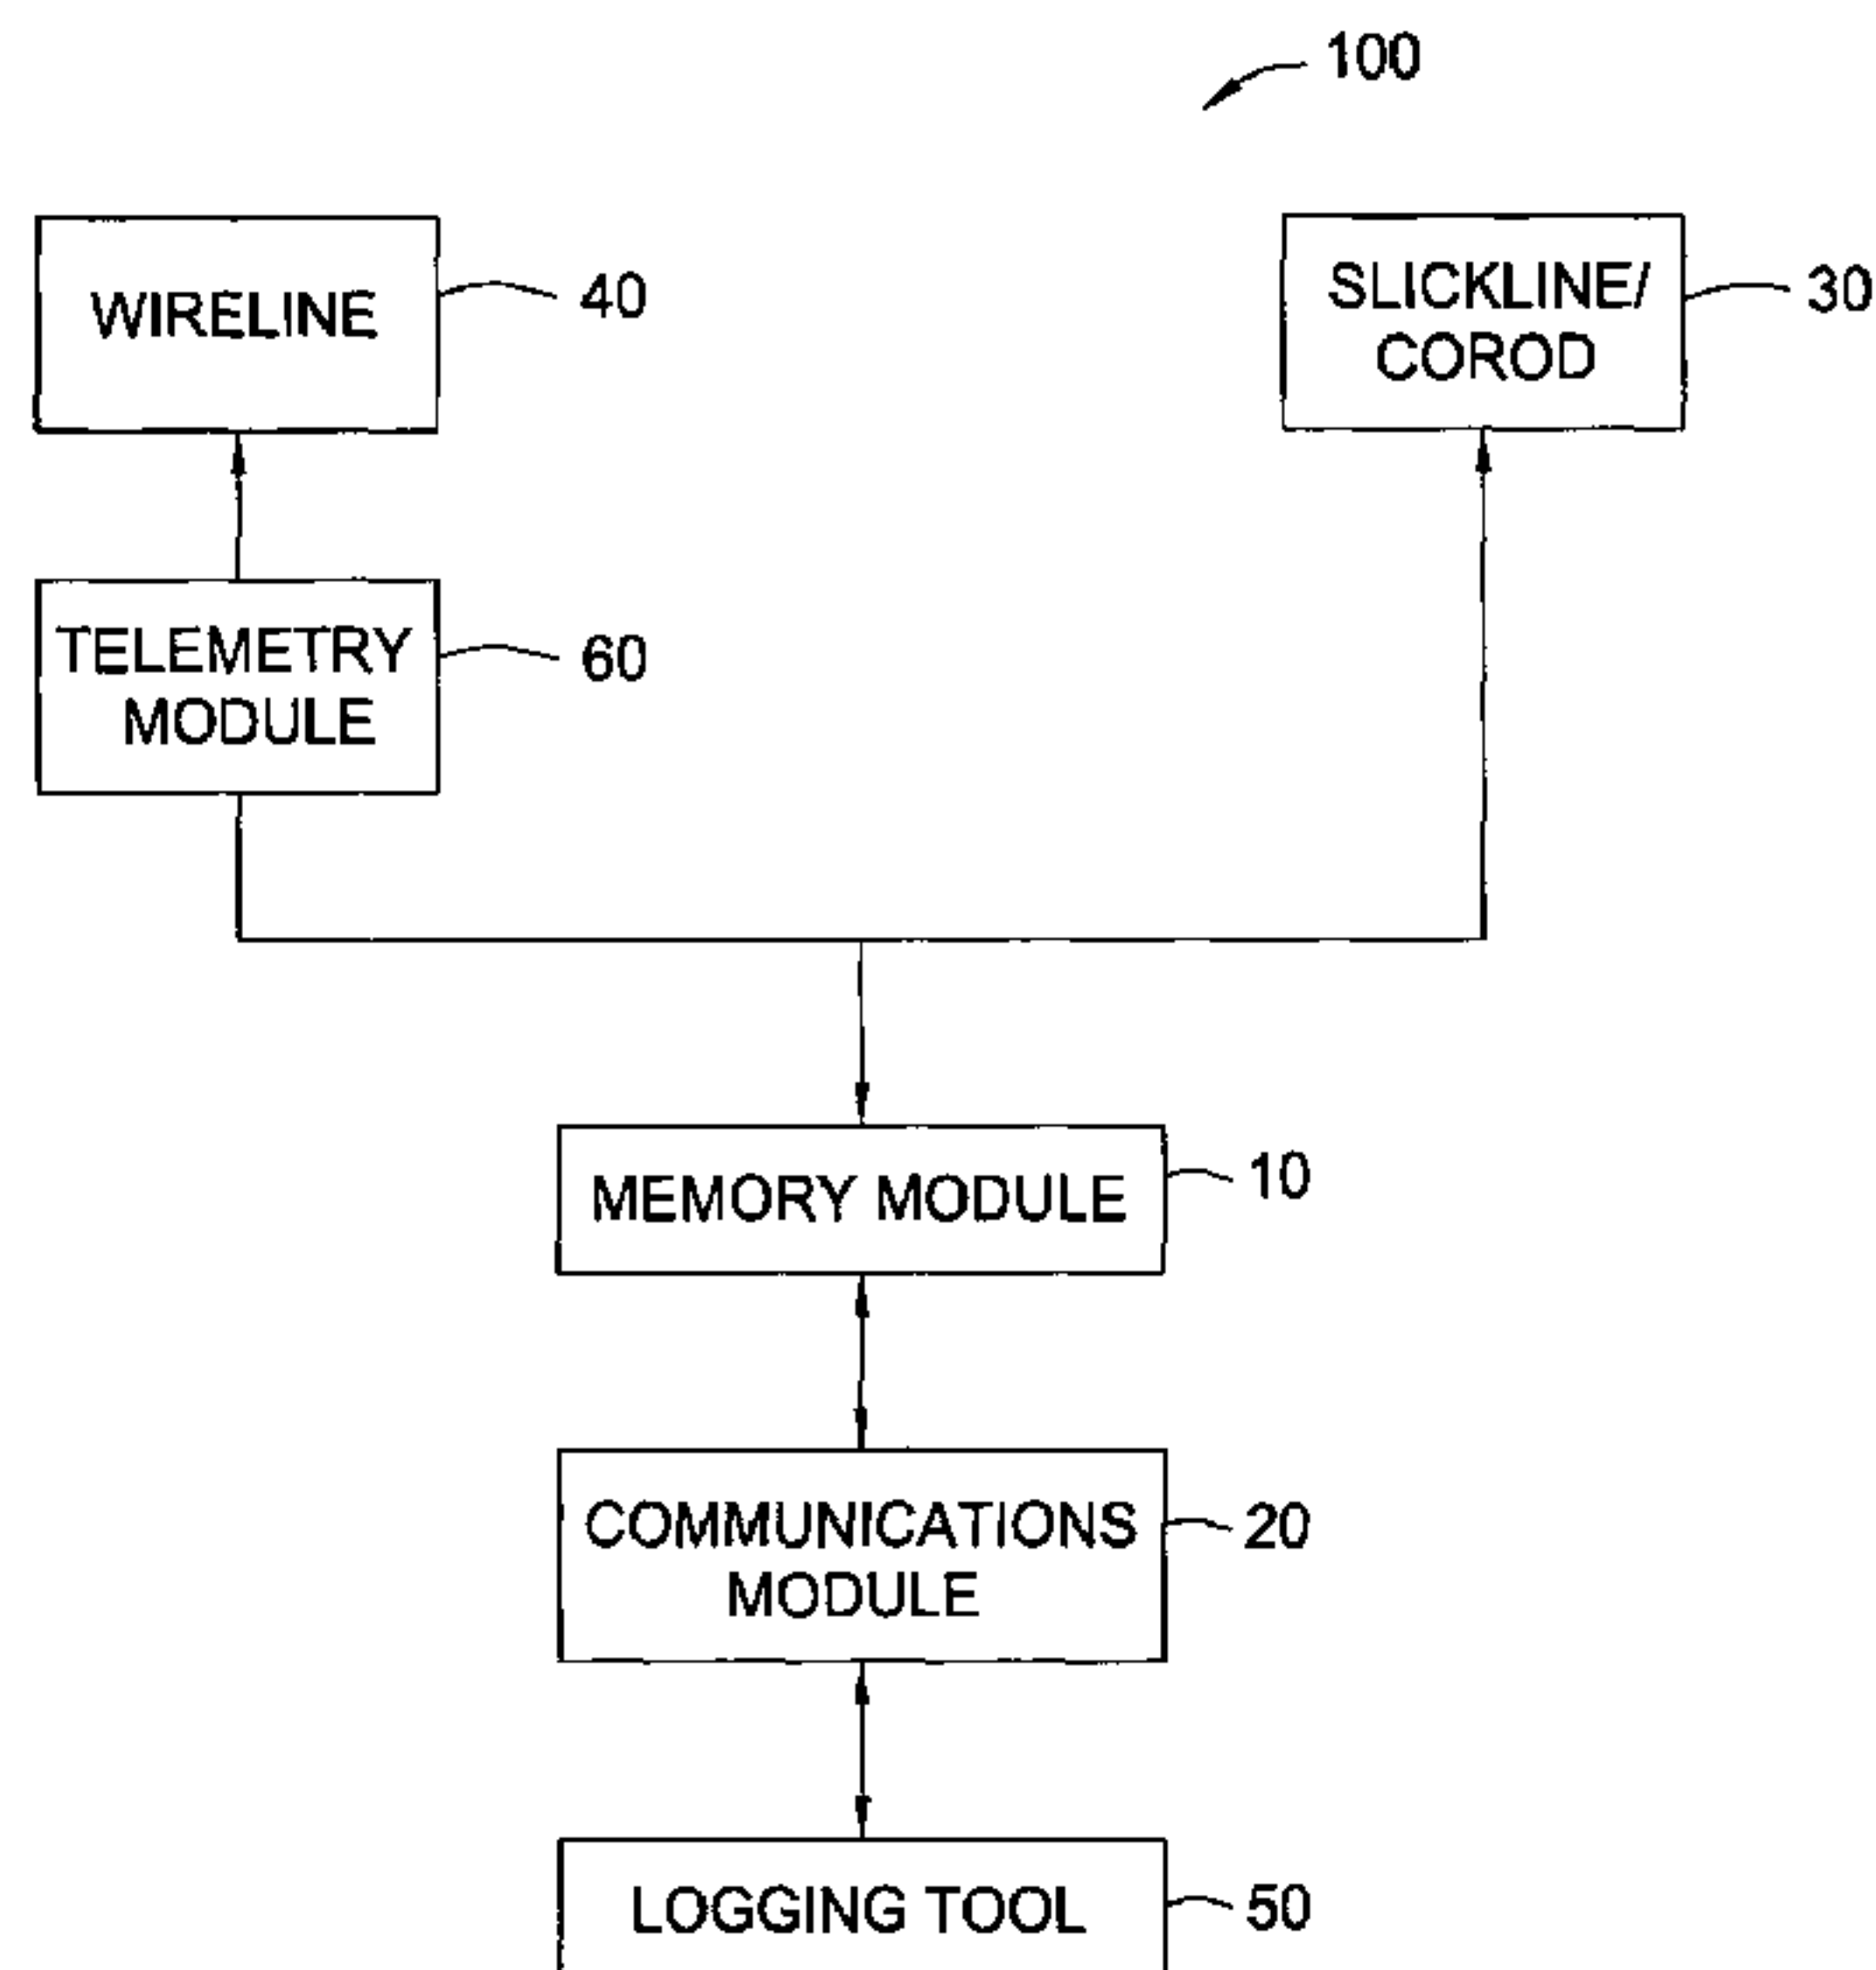 100
WIRELINE
40
SLICKLINE/
COROD
30
TELEMETRY
MODULE
60
MEMORY MODULE
10
COMMUNICATIONS
MODULE
20
LOGGING TOOL
50